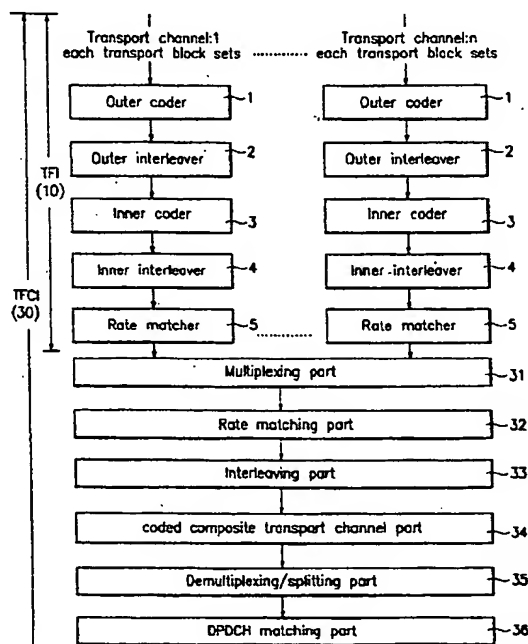 Transport channel:1
each transport block sets
Transport channel:n
each transport block sets
Outer coder
1
Outer coder
1
Outer interleaver
2
Outer interleaver
2
TFI
(10)
Inner coder
3
Inner coder
3
Inner interleaver
4
Inner interleaver
4
TFCI
(30)
Rate matcher
5
Rate matcher
5
Multiplexing part
31
Rate matching part
32
Interleaving part
33
coded composite transport channel part
34
Demultiplexing/splitting part
35
DPDCH matching part
36